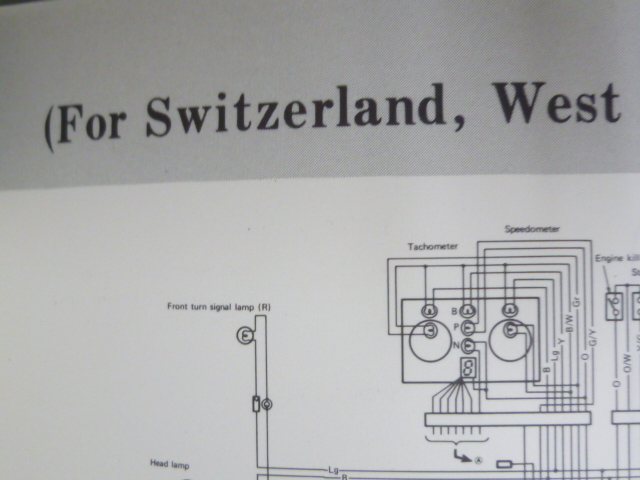 (For Switzerland, West
Speedometer
Tachometer
Engine kill
Front turn signal lamp (R)
B
P
N
B
Lg
Y
B/W
Gr
O
G/Y
O
O/W
A
Head lamp
Lg
B